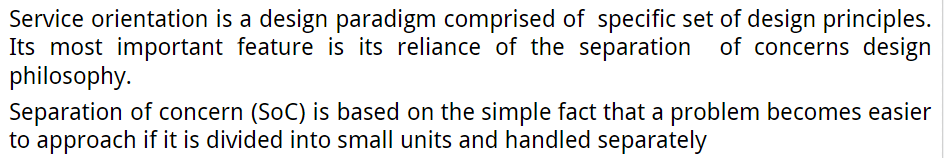 Service orientation is a design paradigm comprised of  specific set of design principles.
Its most important feature is its reliance of the separation  of concerns design
philosophy.
Separation of concern (SoC) is based on the simple fact that a problem becomes easier
to approach if it is divided into small units and handled separately